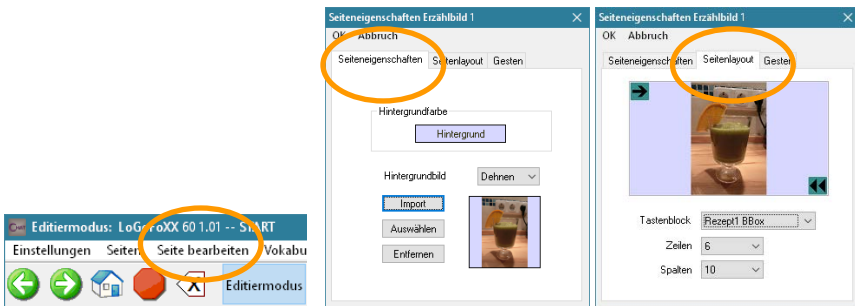 Editiermodus: LoGoFoXX 60 1.01 -- START
Einstellungen Seiten Seite bearbeiten Vokabu
Editiermodus
Seiteneigenschaften Erzählbild 1
OK Abbruch
Seiteneigenschaften Seitenlayout Gesten
Hintergrundfarbe
Hintergrund
Hintergrundbild Dehnen
Import
Auswählen
Entfernen
Seiteneigenschaften Erzählbild 1
OK Abbruch
Seiteneigenschaften Seitenlayout Gesten
Tastenblock Rezept1 BBox
Zeilen 6
Spalten 10